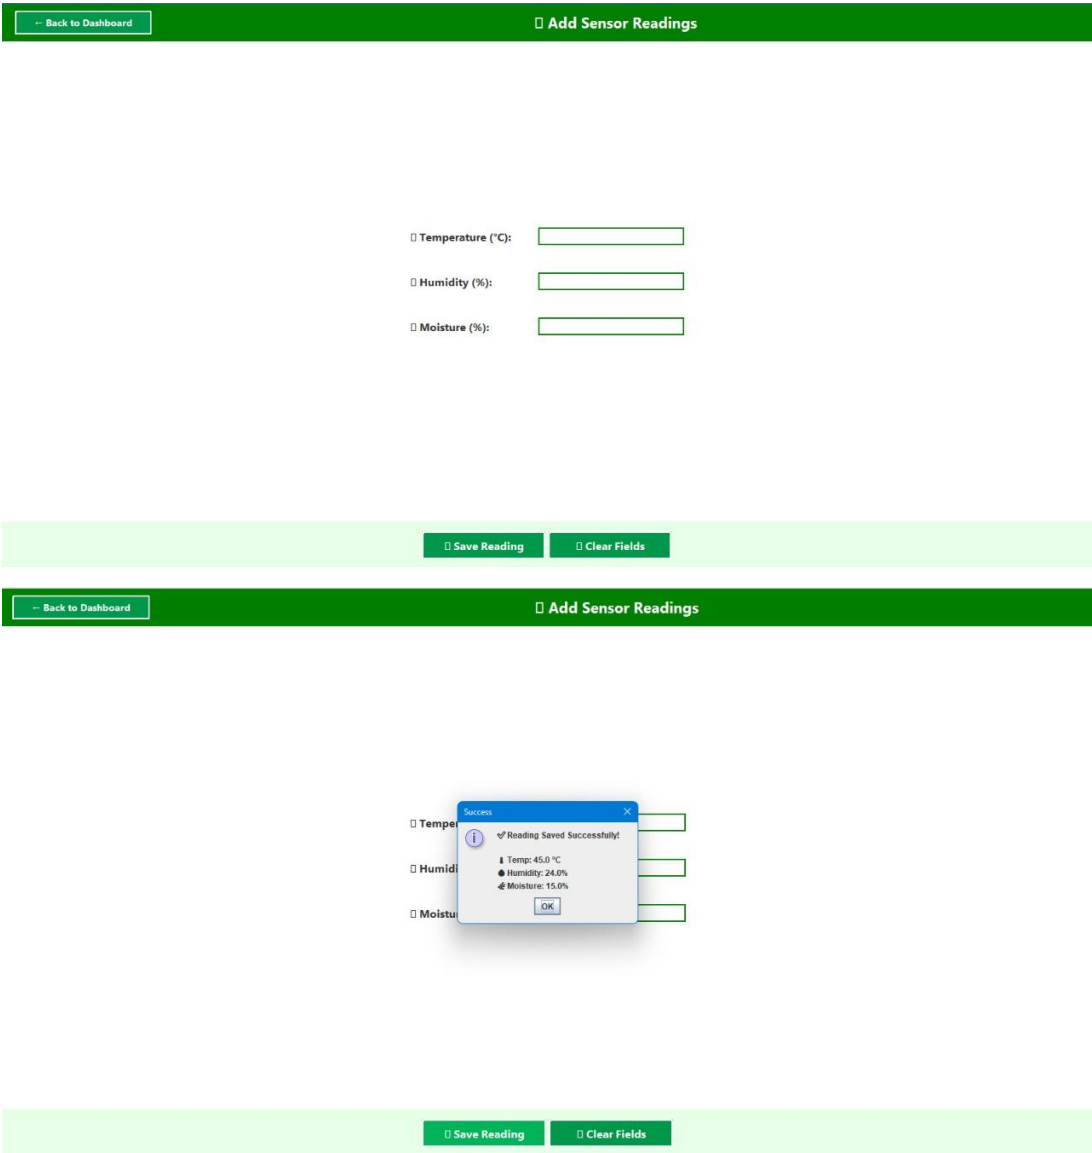 ← Back to Dashboard
▯ Add Sensor Readings
▯ Temperature (°C):
▯ Humidity (%):
▯ Moisture (%):
▯ Save Reading
▯ Clear Fields
← Back to Dashboard
▯ Add Sensor Readings
Success
✔ Reading Saved Successfully!
🌡 Temp: 45.0 °C
💧 Humidity: 24.0%
🌾 Moisture: 15.0%
OK
▯ Tempe
▯ Humidi
▯ Moistu
▯ Save Reading
▯ Clear Fields